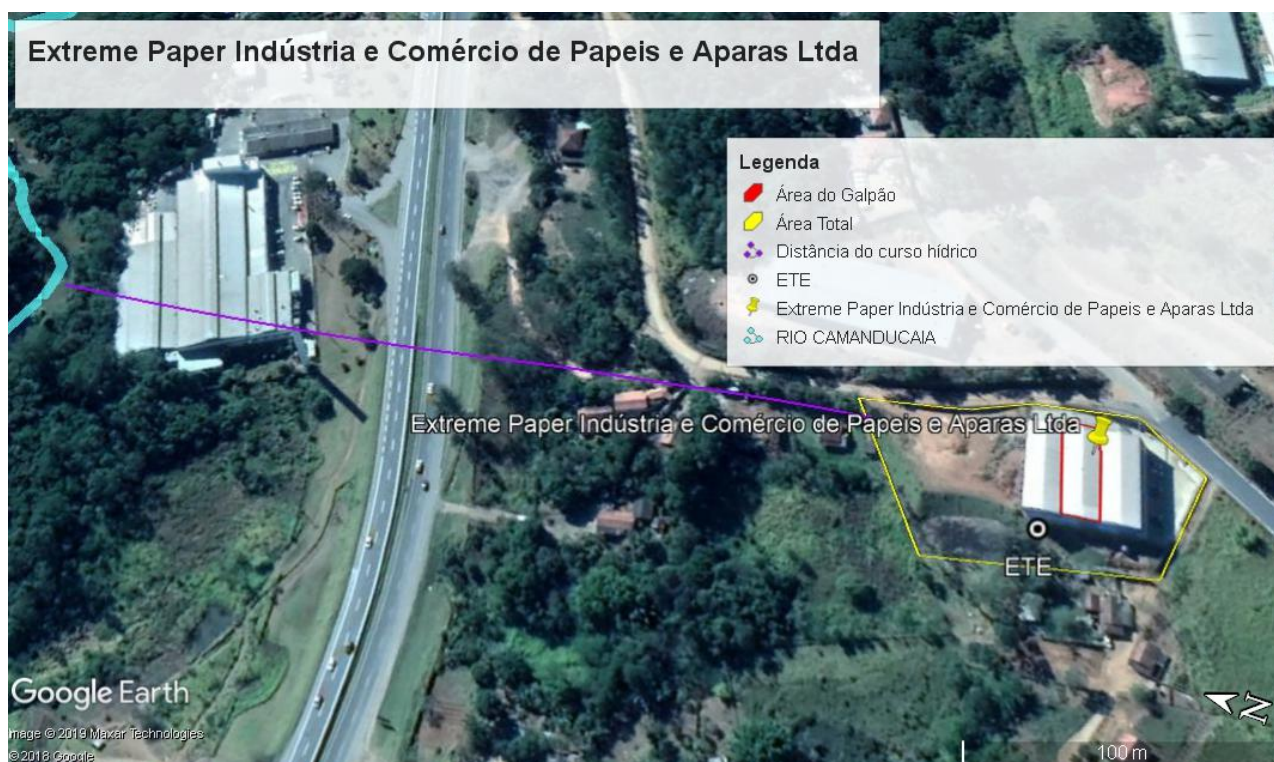 Extreme Paper Indústria e Comércio de Papeis e Aparas Ltda
Legenda
Área do Galpão
Área Total
Distância do curso hídrico
ETE
Extreme Paper Indústria e Comércio de Papeis e Aparas Ltda
RIO CAMANDUCAIA
Extreme Paper Indústria e Comércio de Papeis e Aparas Ltda
ETE
Google Earth
mage © 2019 Maxar Technologies
© 2018 Google
N
100 m